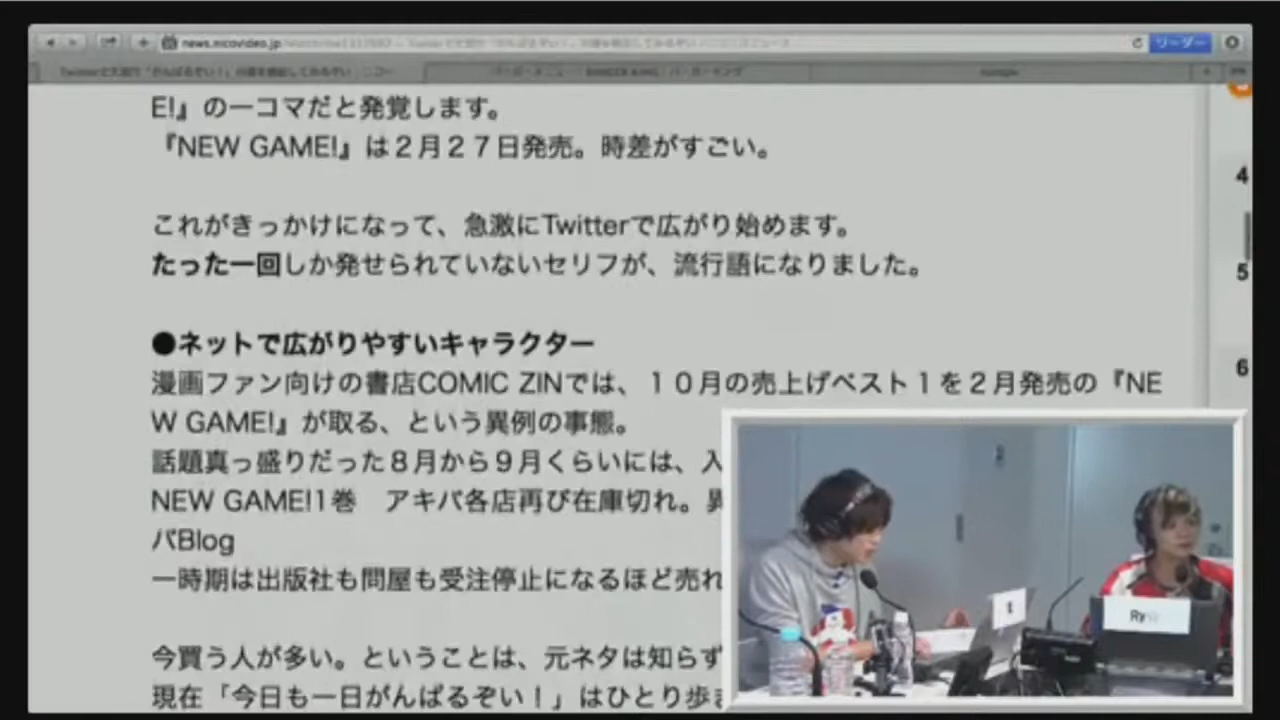 news.nicovideo.jp
リーダー
E!』の一コマだと発覚します。
『NEW GAME!』は２月２７日発売。時差がすごい。
これがきっかけになって、急激にTwitterで広がり始めます。
たった一回しか発せられていないセリフが、流行語になりました。
●ネットで広がりやすいキャラクター
漫画ファン向けの書店COMIC ZINでは、１０月の売上げベスト１を２月発売の『NE
W GAME!』が取る、という異例の事態。
話題真っ盛りだった８月から９月くらいには、入
NEW GAME!1巻　アキバ各店再び在庫切れ。異
バBlog
一時期は出版社も問屋も受注停止になるほど売れ
今買う人が多い。ということは、元ネタは知らず
現在「今日も一日がんばるぞい！」はひとり歩き
4
5
6
t